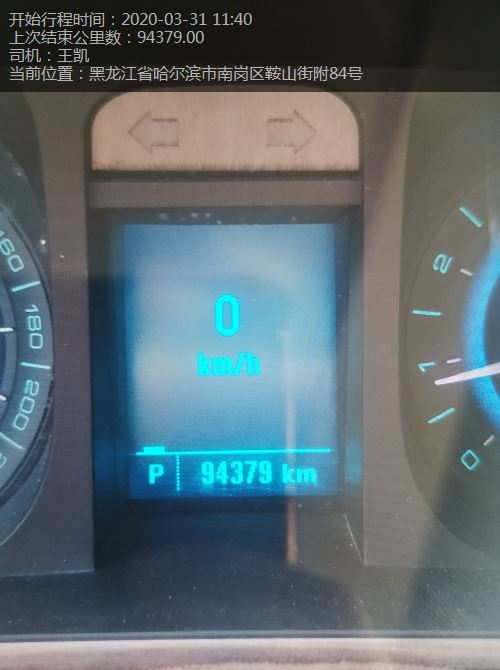 开始行程时间：2020-03-31 11:40
上次结束公里数：94379.00
司机：王凯
当前位置：黑龙江省哈尔滨市南岗区鞍山街附84号
0
km/h
P 94379 km
160
180
200
2
1
0